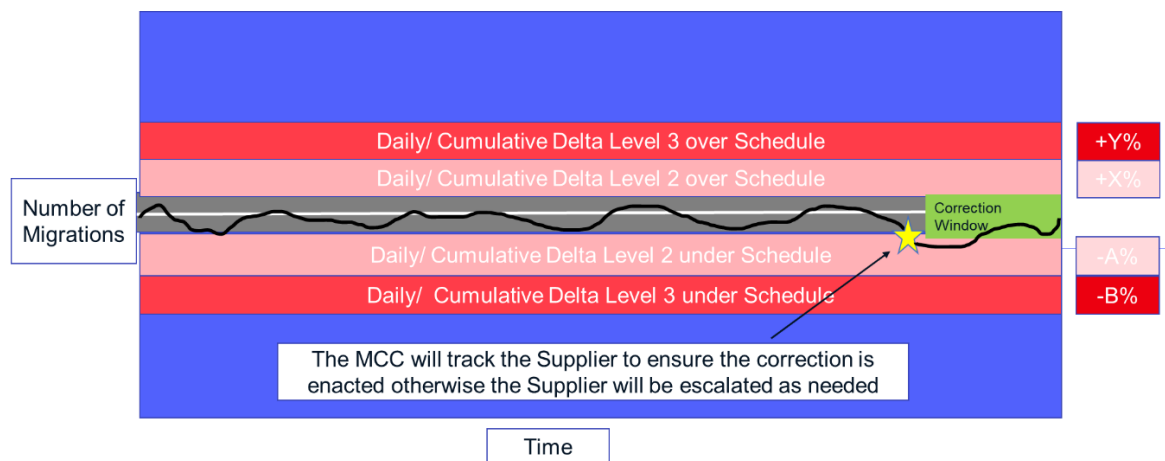 Daily/ Cumulative Delta Level 3 over Schedule
+Y%
Daily/ Cumulative Delta Level 2 over Schedule
+X%
Number of
Migrations
Correction
Window
Daily/ Cumulative Delta Level 2 under Schedule
-A%
Daily/ Cumulative Delta Level 3 under Schedule
-B%
The MCC will track the Supplier to ensure the correction is
enacted otherwise the Supplier will be escalated as needed
Time